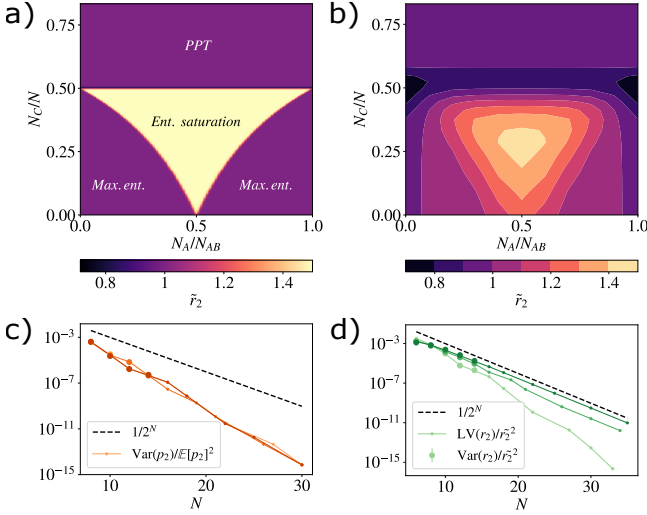 a)
b)
N_C/N
0.50
0.25
0.00
PPT
Ent. saturation
Max. ent.
Max. ent.
0.0
0.5
1.0
N_A/N_AB
N_C/N
0.50
0.25
0.00
0.0
0.5
1.0
N_A/N_AB
0.8
1
1.2
1.4
r̃_2
0.8
1
1.2
1.4
r̃_2
c)
d)
10^−3
10^−7
10^−11
10^−15
1/2^N
Var(p_2)/𝔼[p_2]^2
10
20
30
N
10^−3
10^−7
10^−11
10^−15
1/2^N
LV(r_2)/r̃_2^2
Var(r_2)/r̃_2^2
10
20
30
N